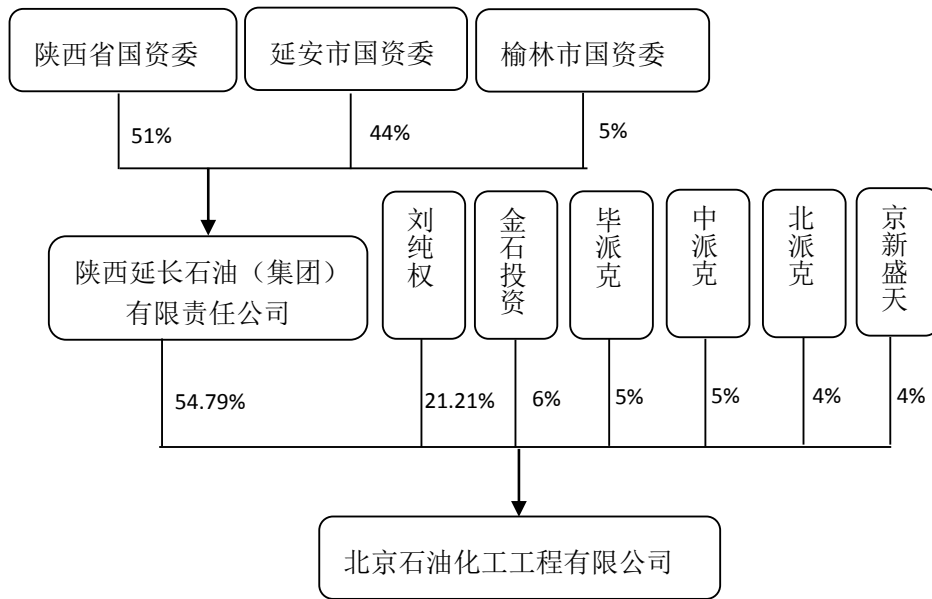 陕西省国资委
延安市国资委
榆林市国资委
51%
44%
5%
陕西延长石油（集团）
有限责任公司
刘纯权
金石投资
毕派克
中派克
北派克
京新盛天
54.79%
21.21%
6%
5%
5%
4%
4%
北京石油化工工程有限公司